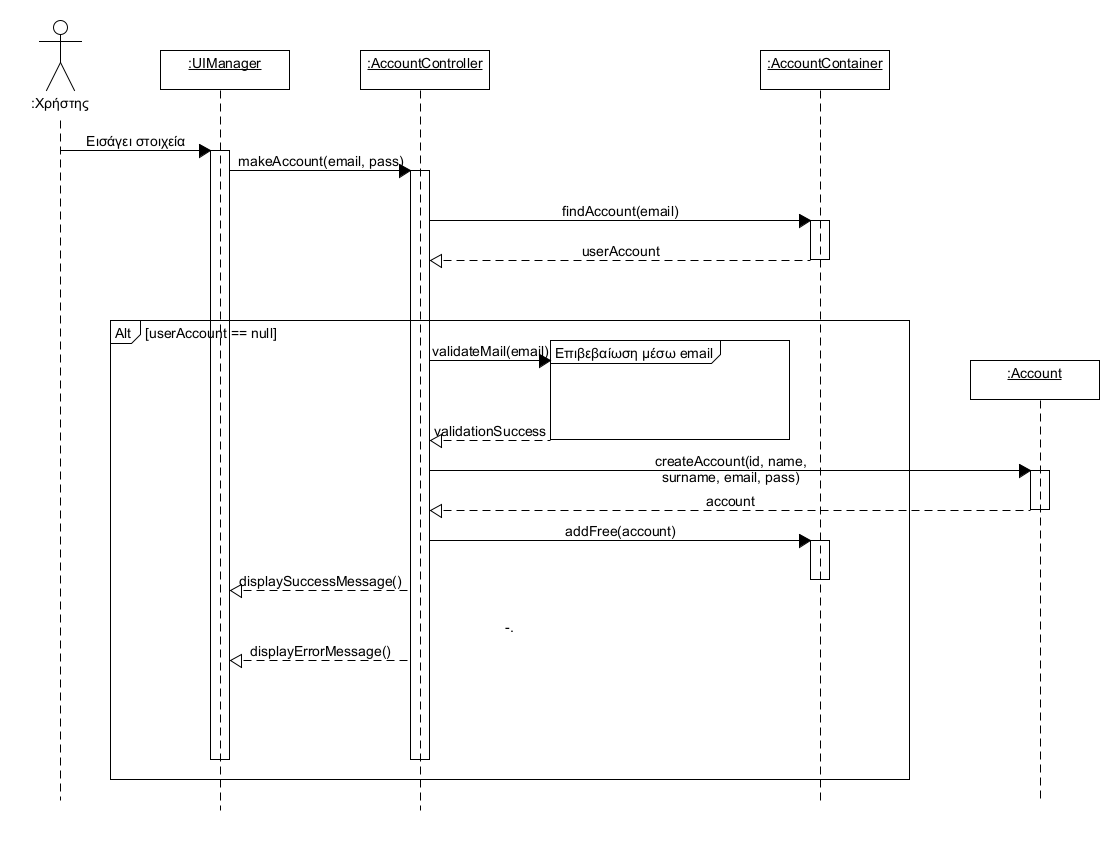 :UIManager
:AccountController
:AccountContainer
:Χρήστης
Εισάγει στοιχεία
makeAccount(email, pass)
findAccount(email)
userAccount
Alt
[userAccount == null]
validateMail(email)
Επιβεβαίωση μέσω email
:Account
validationSuccess
createAccount(id, name,
surname, email, pass)
account
addFree(account)
displaySuccessMessage()
-.
displayErrorMessage()